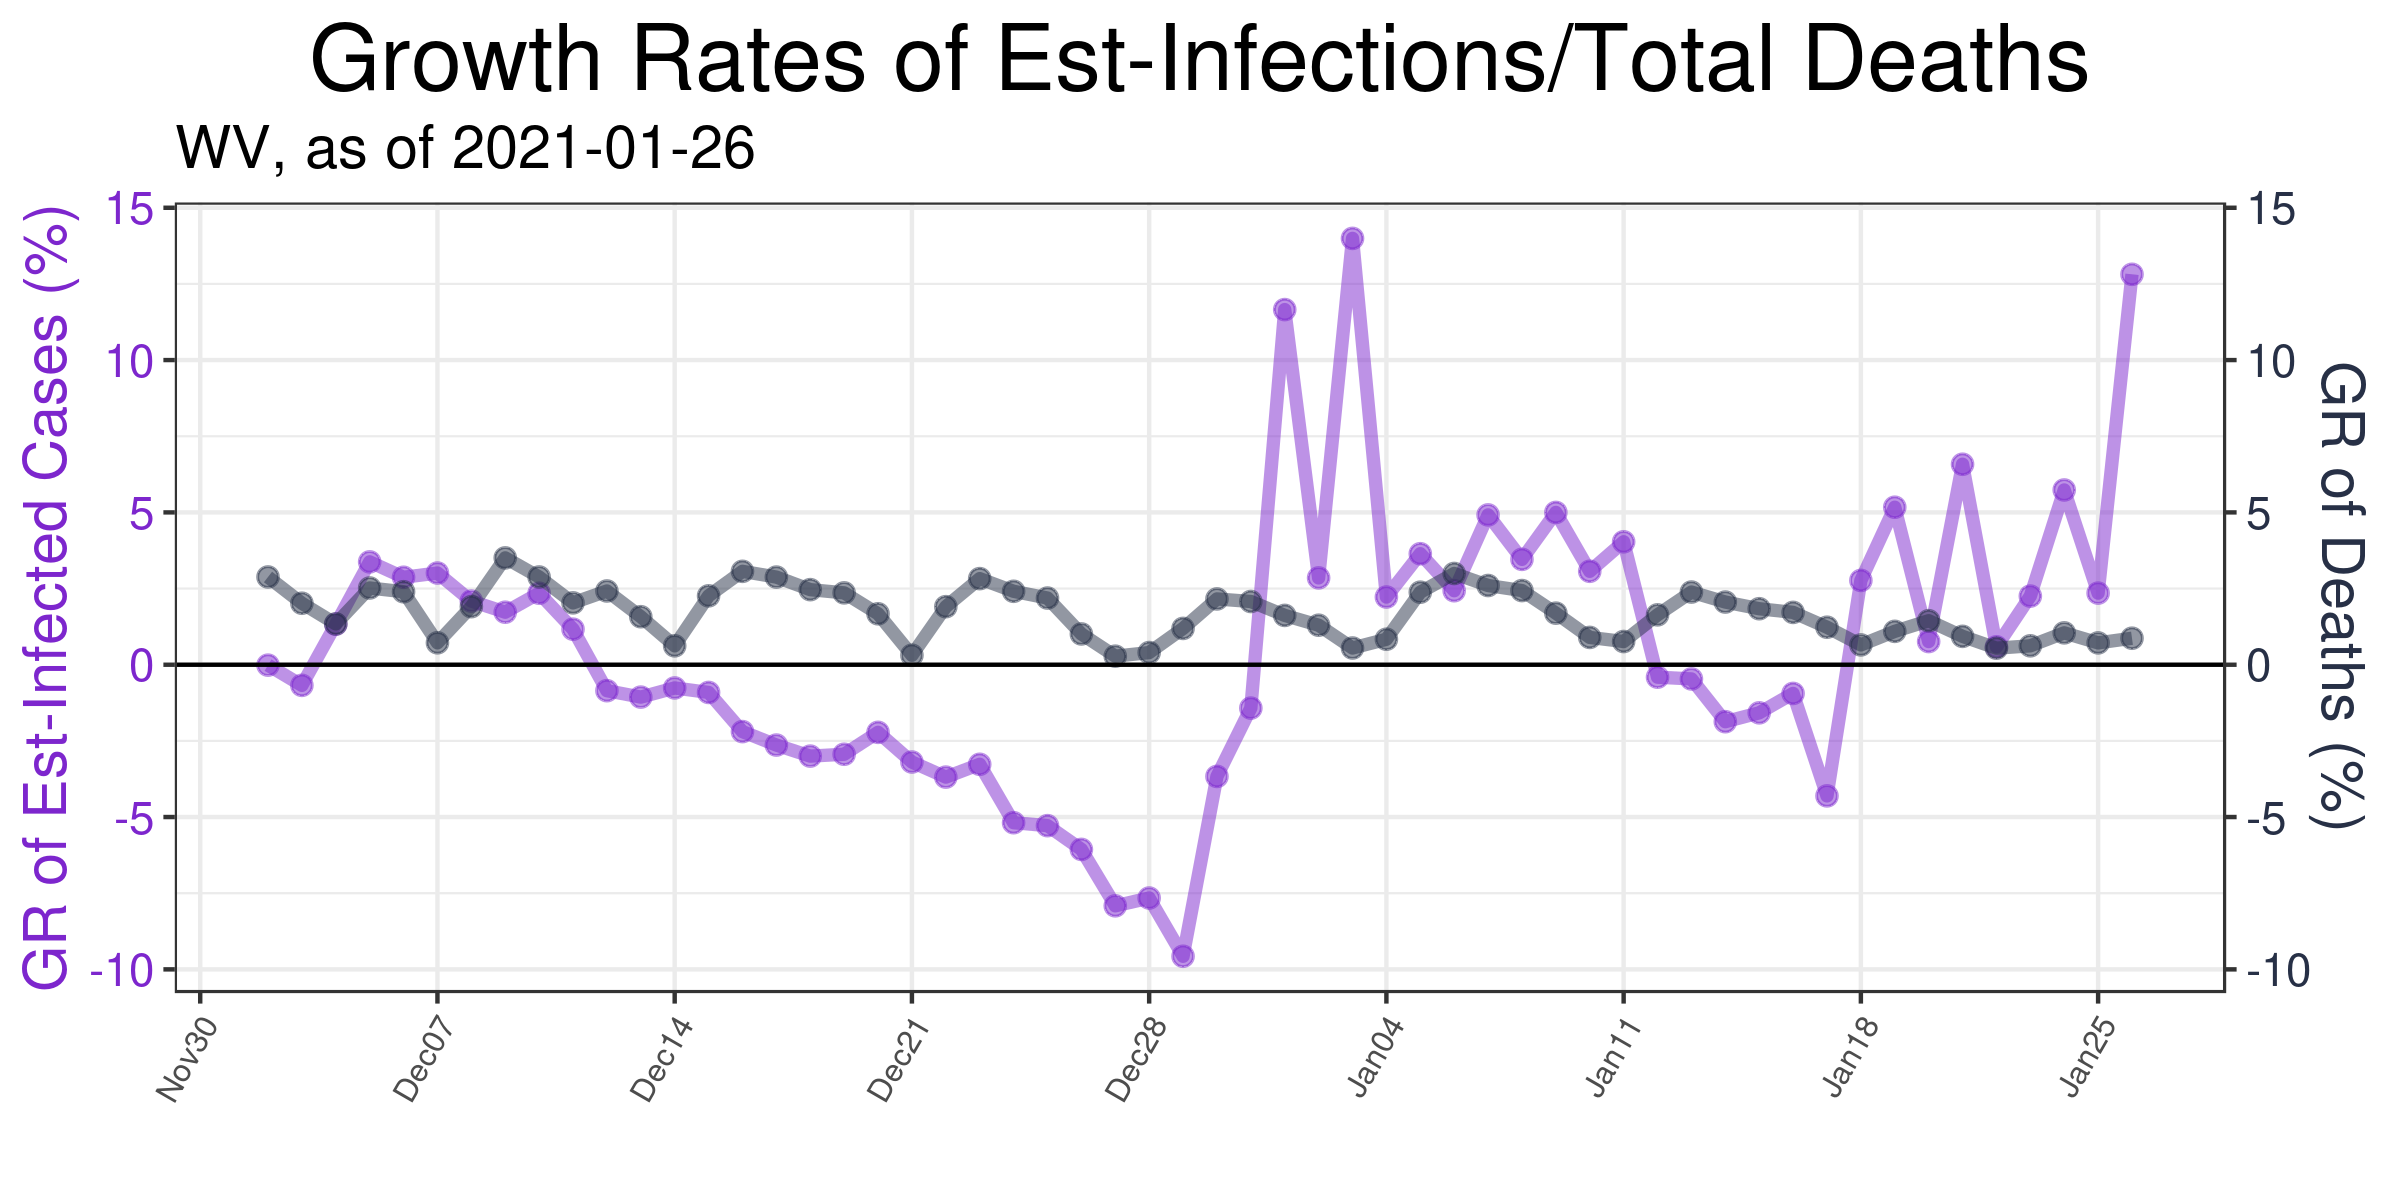 Growth Rates of Est-Infections/Total Deaths
WV, as of 2021-01-26
GR of Est-Infected Cases (%)
15
10
5
0
-5
-10
15
10
5
0
-5
-10
GR of Deaths (%)
Nov30
Dec07
Dec14
Dec21
Dec28
Jan04
Jan11
Jan18
Jan25